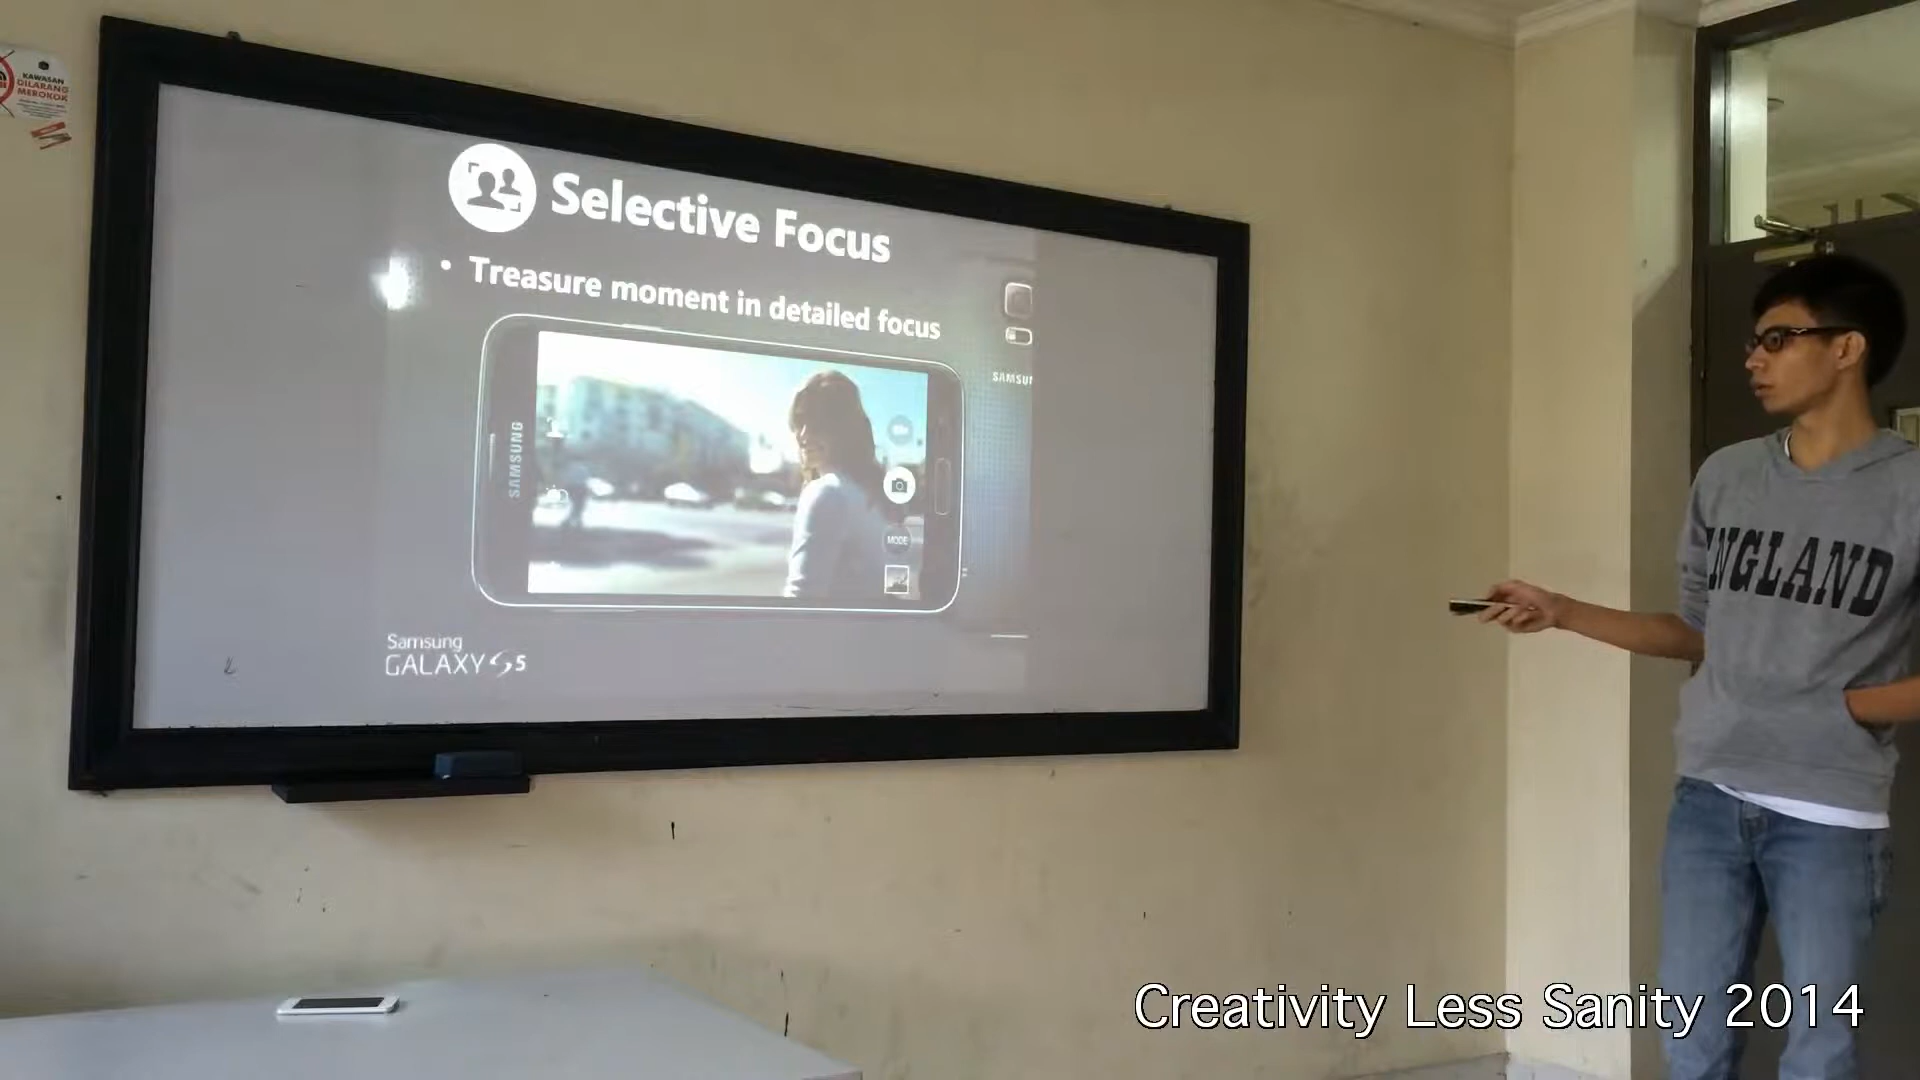 KAWASAN
DILARANG
MEROKOK
Selective Focus
• Treasure moment in detailed focus
SAMSUNG
MODE
SAMSUN
Samsung
GALAXY S5
ENGLAND
Creativity Less Sanity 2014